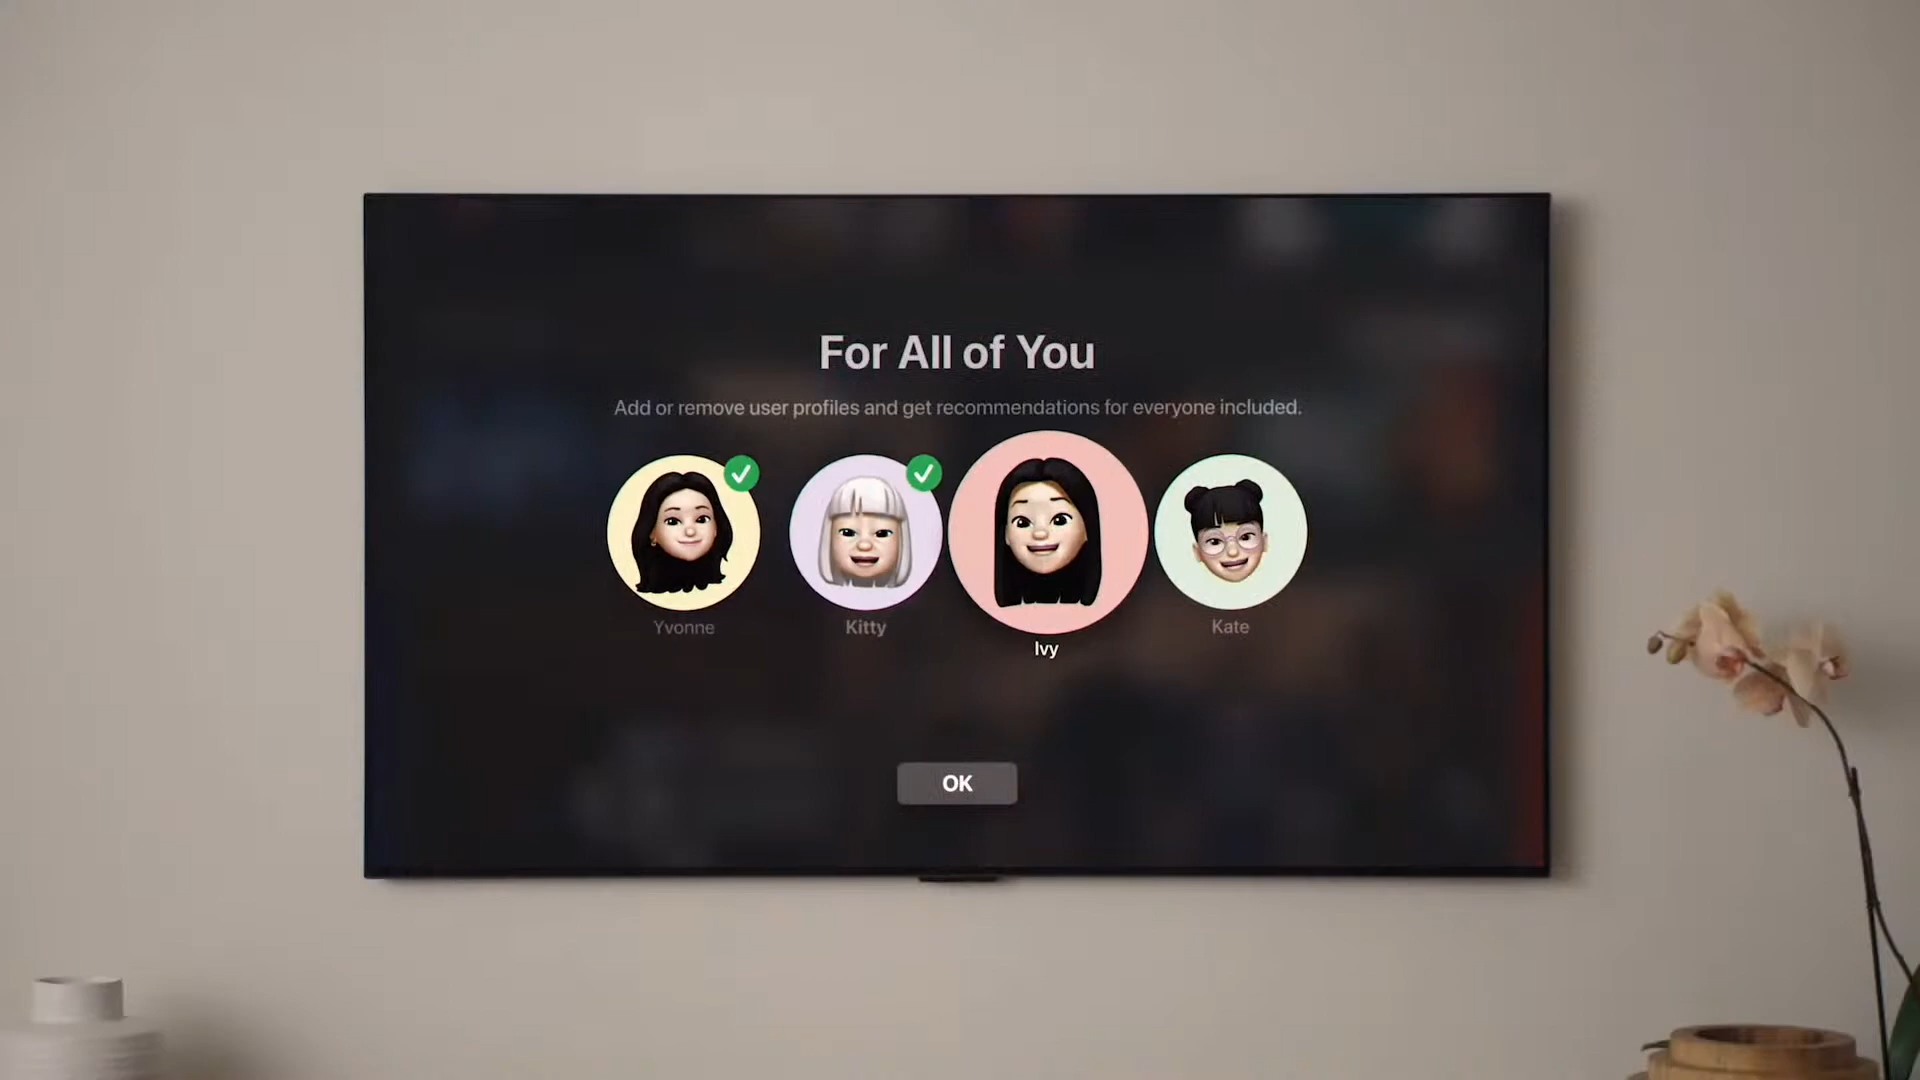 For All of You
Add or remove user profiles and get recommendations for everyone included.
Yvonne
Kitty
Ivy
Kate
OK